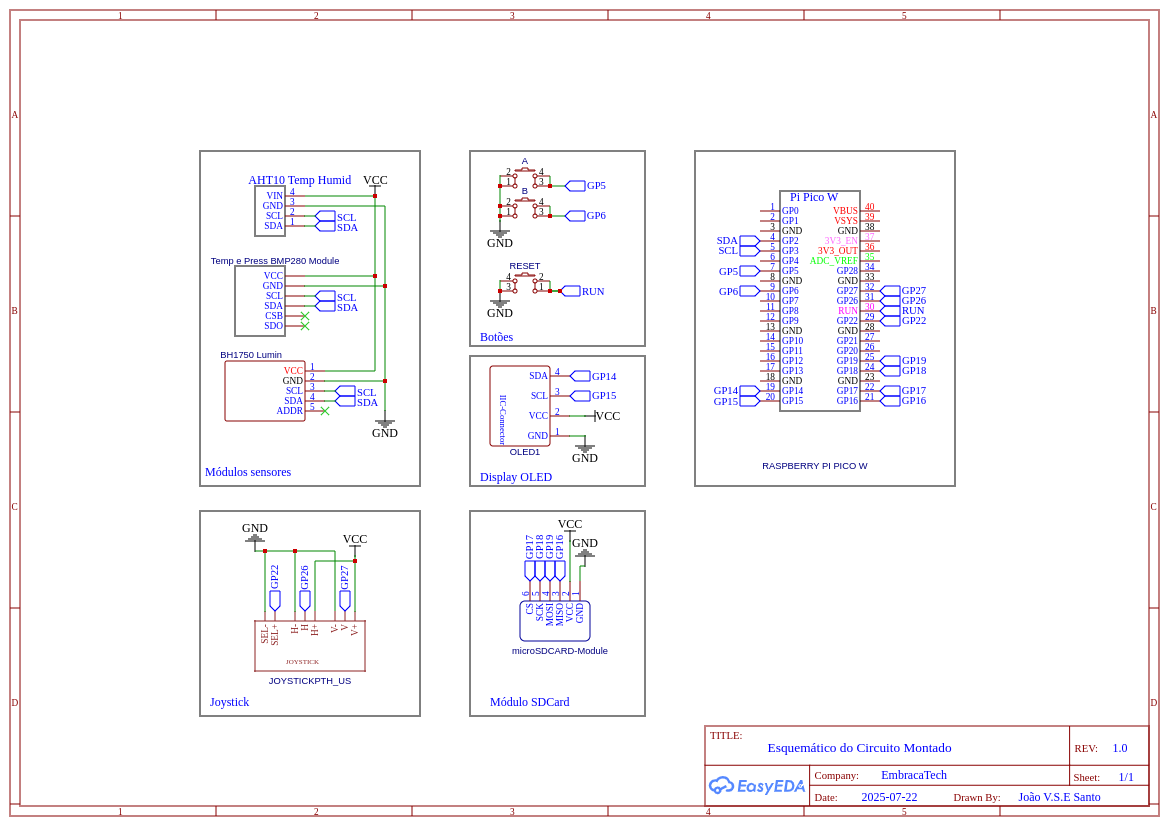 1 2 3 4 5
A A
B B
C C
D D
AHT10 Temp Humid
VCC
VIN 4
GND 3
SCL 2 SCL
SDA 1 SDA
Temp e Press BMP280 Module
VCC
GND
SCL SCL
SDA SDA
CSB
SDO
BH1750 Lumin
VCC 1
GND 2
SCL 3 SCL
SDA 4 SDA
ADDR 5
GND
Módulos sensores
A
2 4
1 3 GP5
B
2 4
1 3 GP6
GND
RESET
4 2
3 1 RUN
GND
Botões
IIC-Connector
SDA 4 GP14
SCL 3 GP15
VCC 2 VCC
GND 1
OLED1
GND
Display OLED
Pi Pico W
1 GP0 VBUS 40
2 GP1 VSYS 39
3 GND GND 38
SDA 4 GP2 3V3_EN 37
SCL 5 GP3 3V3_OUT 36
6 GP4 ADC_VREF 35
GP5 7 GP5 GP28 34
8 GND GND 33
GP6 9 GP6 GP27 32 GP27
10 GP7 GP26 31 GP26
11 GP8 RUN 30 RUN
12 GP9 GP22 29 GP22
13 GND GND 28
14 GP10 GP21 27
15 GP11 GP20 26
16 GP12 GP19 25 GP19
17 GP13 GP18 24 GP18
18 GND GND 23
GP14 19 GP14 GP17 22 GP17
GP15 20 GP15 GP16 21 GP16
RASPBERRY PI PICO W
GND
VCC
GP22 GP26 GP27
SEL- SEL+ H- H H+ V- V V+
JOYSTICK
JOYSTICKPTH_US
Joystick
VCC
GND
GP17 GP18 GP19 GP16
6 5 4 3 2 1
CS SCK MOSI MISO VCC GND
microSDCARD-Module
Módulo SDCard
TITLE:
Esquemático do Circuito Montado
REV: 1.0
EasyEDA
Company: EmbracaTech
Sheet: 1/1
Date: 2025-07-22
Drawn By: João V.S.E Santo
1 2 3 4 5